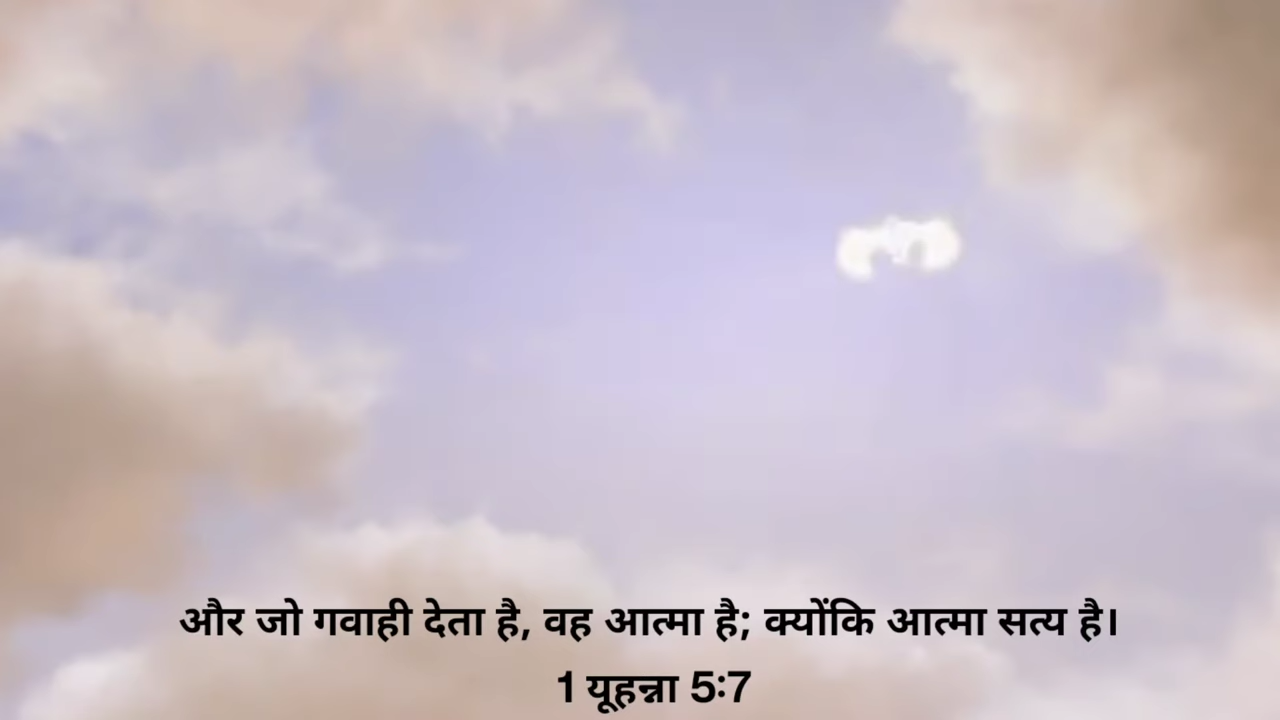 और जो गवाही देता है, वह आत्मा है; क्योंकि आत्मा सत्य है।
1 यूहन्ना 5:7